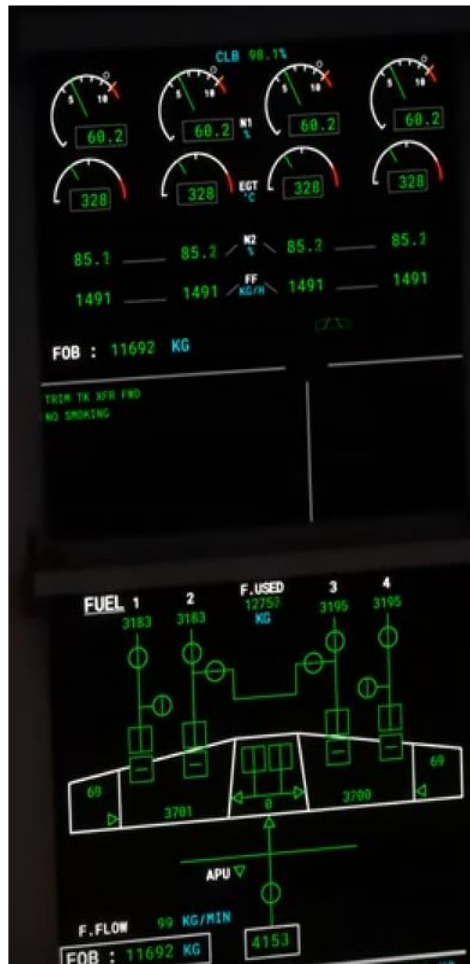 CLB 98.1%
5 10 5 10 5 10 5 10
60.2 60.2 N1 60.2 60.2
%
328 328 EGT 328 328
°C
85.1 85.2 N2 85.2 85.2
%
1491 1491 FF 1491 1491
KG/H
FOB : 11692 KG
TRIM TK XFR FWD
NO SMOKING
FUEL 1 2 F.USED 3 4
3183 3183 12757 3195 3195
KG
69
3701 0 3700
APU
F.FLOW 99 KG/MIN
FOB : 11692 KG 4153